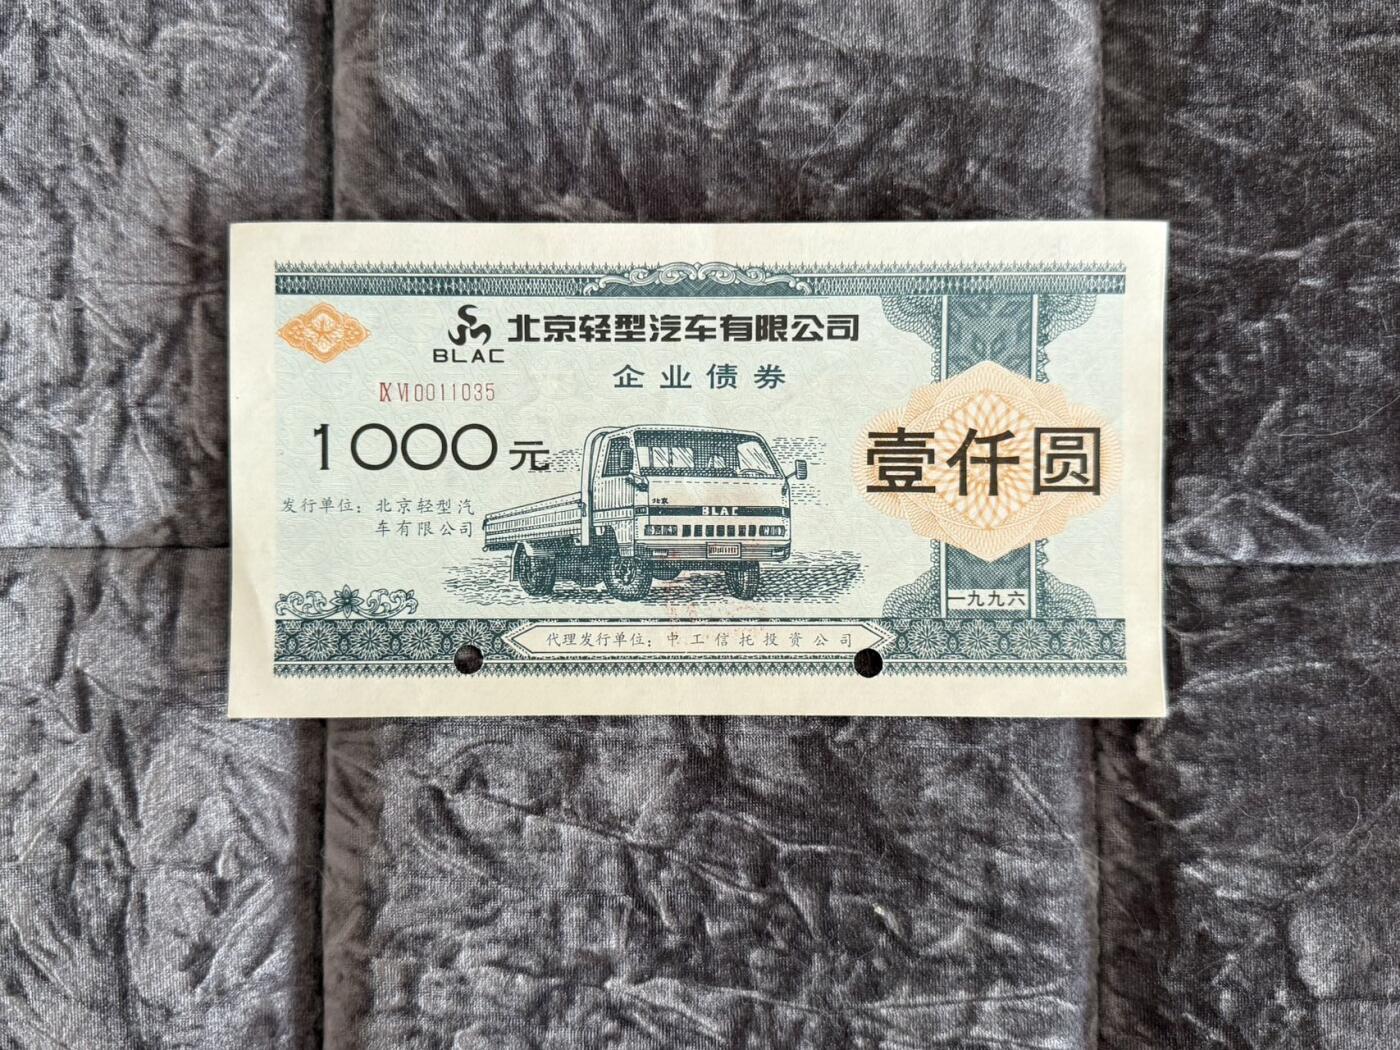 北京轻型汽车有限公司
BLAC
企业债券
ⅨⅥ0011035
1000元
壹仟圆
发行单位：北京轻型汽
车有限公司
北京
BLAC
一九九六
代理发行单位：中工信托投资公司